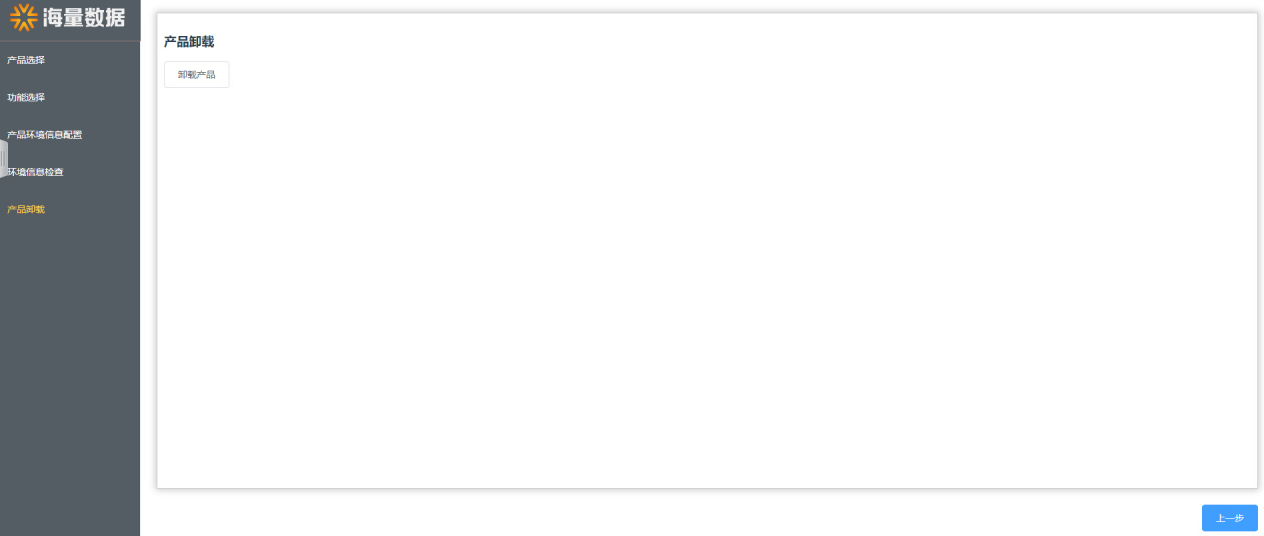 海量数据
产品选择
功能选择
产品环境信息配置
环境信息检查
产品卸载
产品卸载
卸载产品
上一步